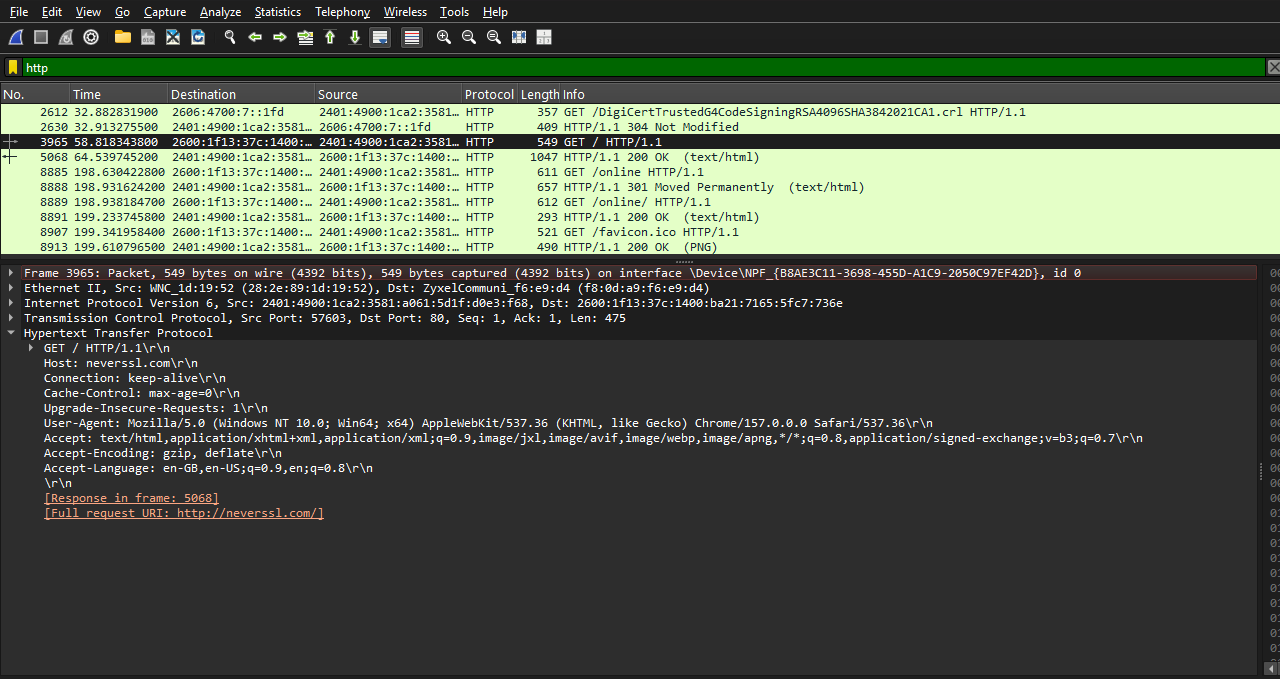 File Edit View Go Capture Analyze Statistics Telephony Wireless Tools Help
http
No. Time Destination Source Protocol Length Info
2612 32.882831900 2606:4700:7::1fd 2401:4900:1ca2:3581… HTTP 357 GET /DigiCertTrustedG4CodeSigningRSA4096SHA3842021CA1.crl HTTP/1.1
2630 32.913275500 2401:4900:1ca2:3581… 2606:4700:7::1fd HTTP 409 HTTP/1.1 304 Not Modified
3965 58.818343800 2600:1f13:37c:1400:… 2401:4900:1ca2:3581… HTTP 549 GET / HTTP/1.1
5068 64.539745200 2401:4900:1ca2:3581… 2600:1f13:37c:1400:… HTTP 1047 HTTP/1.1 200 OK (text/html)
8885 198.630422800 2600:1f13:37c:1400:… 2401:4900:1ca2:3581… HTTP 611 GET /online HTTP/1.1
8888 198.931624200 2401:4900:1ca2:3581… 2600:1f13:37c:1400:… HTTP 657 HTTP/1.1 301 Moved Permanently (text/html)
8889 198.938184700 2600:1f13:37c:1400:… 2401:4900:1ca2:3581… HTTP 612 GET /online/ HTTP/1.1
8891 199.233745800 2401:4900:1ca2:3581… 2600:1f13:37c:1400:… HTTP 293 HTTP/1.1 200 OK (text/html)
8907 199.341958400 2600:1f13:37c:1400:… 2401:4900:1ca2:3581… HTTP 521 GET /favicon.ico HTTP/1.1
8913 199.610796500 2401:4900:1ca2:3581… 2600:1f13:37c:1400:… HTTP 490 HTTP/1.1 200 OK (PNG)
Frame 3965: Packet, 549 bytes on wire (4392 bits), 549 bytes captured (4392 bits) on interface \Device\NPF_{B8AE3C11-3698-455D-A1C9-2050C97EF42D}, id 0
Ethernet II, Src: WNC_1d:19:52 (28:2e:89:1d:19:52), Dst: ZyxelCommuni_f6:e9:d4 (f8:0d:a9:f6:e9:d4)
Internet Protocol Version 6, Src: 2401:4900:1ca2:3581:a061:5d1f:d0e3:f68, Dst: 2600:1f13:37c:1400:ba21:7165:5fc7:736e
Transmission Control Protocol, Src Port: 57603, Dst Port: 80, Seq: 1, Ack: 1, Len: 475
Hypertext Transfer Protocol
GET / HTTP/1.1\r\n
Host: neverssl.com\r\n
Connection: keep-alive\r\n
Cache-Control: max-age=0\r\n
Upgrade-Insecure-Requests: 1\r\n
User-Agent: Mozilla/5.0 (Windows NT 10.0; Win64; x64) AppleWebKit/537.36 (KHTML, like Gecko) Chrome/157.0.0.0 Safari/537.36\r\n
Accept: text/html,application/xhtml+xml,application/xml;q=0.9,image/jxl,image/avif,image/webp,image/apng,*/*;q=0.8,application/signed-exchange;v=b3;q=0.7\r\n
Accept-Encoding: gzip, deflate\r\n
Accept-Language: en-GB,en-US;q=0.9,en;q=0.8\r\n
\r\n
[Response in frame: 5068]
[Full request URI: http://neverssl.com/]